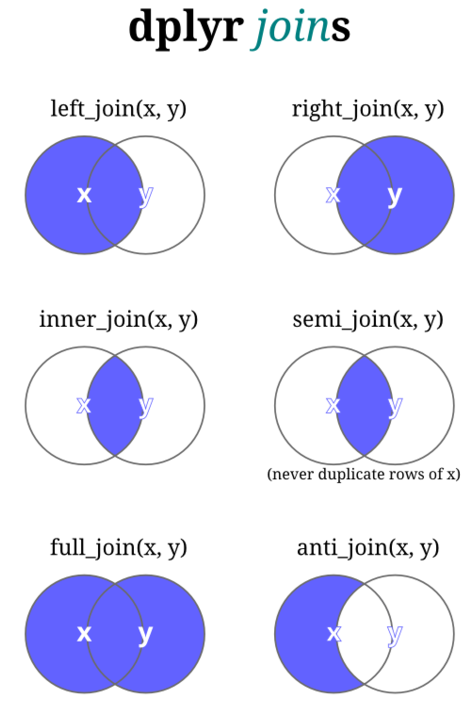 dplyr joins
left_join(x, y)
right_join(x, y)
x y
x y
inner_join(x, y)
semi_join(x, y)
x y
x y
(never duplicate rows of x)
full_join(x, y)
anti_join(x, y)
x y
x y